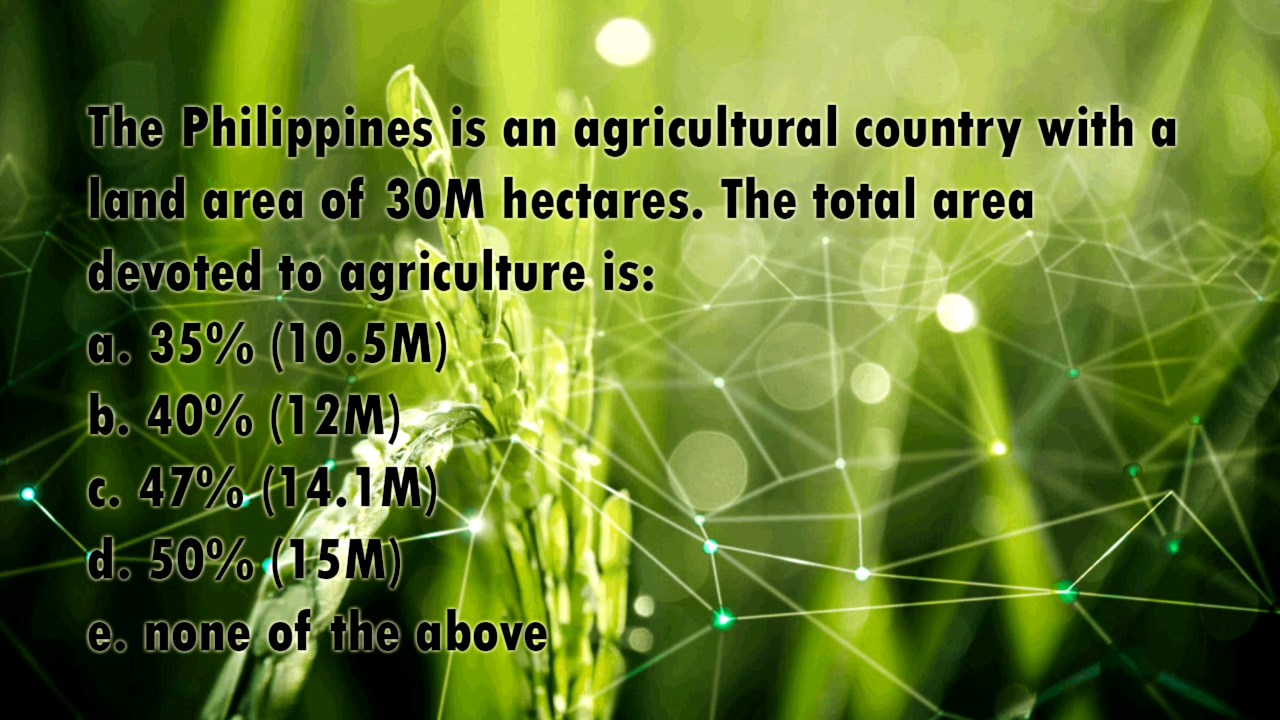 The Philippines is an agricultural country with a
land area of 30M hectares. The total area
devoted to agriculture is:
a. 35% (10.5M)
b. 40% (12M)
c. 47% (14.1M)
d. 50% (15M)
e. none of the above